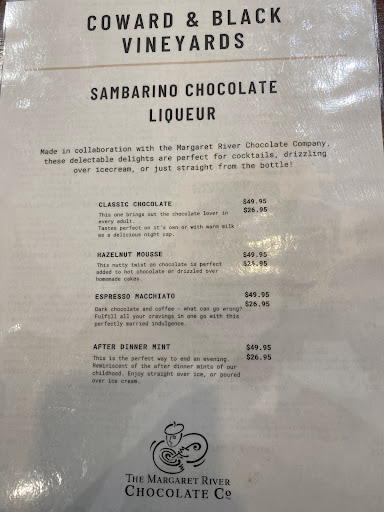 COWARD & BLACK
VINEYARDS
SAMBARINO CHOCOLATE
LIQUEUR
Made in collaboration with the Margaret River Chocolate Company,
these delectable delights are perfect for cocktails, drizzling
over icecream, or just straight from the bottle!
CLASSIC CHOCOLATE $49.95
This one brings out the chocolate lover in $26.95
every adult.
Tastes perfect on it's own or with warm milk
as a delicious night cap.
HAZELNUT MOUSSE $49.95
This nutty twist on chocolate is perfect $26.95
added to hot chocolate or drizzled over
homemade cakes.
ESPRESSO MACCHIATO $49.95
Dark chocolate and coffee - what can go wrong? $26.95
Fulfill all your cravings in one go with this
perfectly married indulgence.
AFTER DINNER MINT $49.95
This is the perfect way to end an evening. $26.95
Reminiscent of the after dinner mints of our
childhood. Enjoy straight over ice, or poured
over ice cream.
THE MARGARET RIVER
CHOCOLATE CO